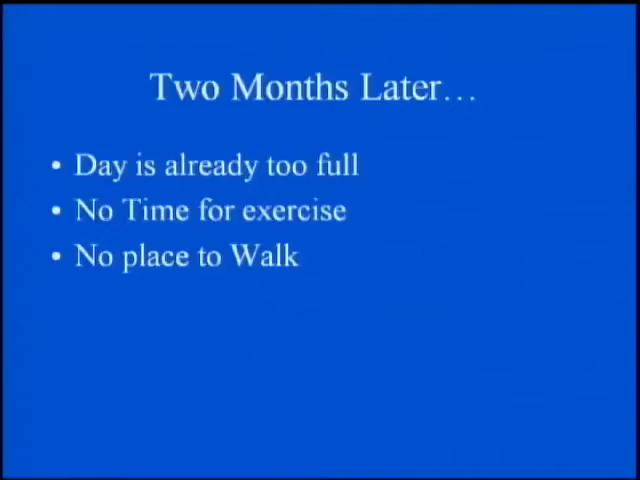 Two Months Later…
• Day is already too full
• No Time for exercise
• No place to Walk